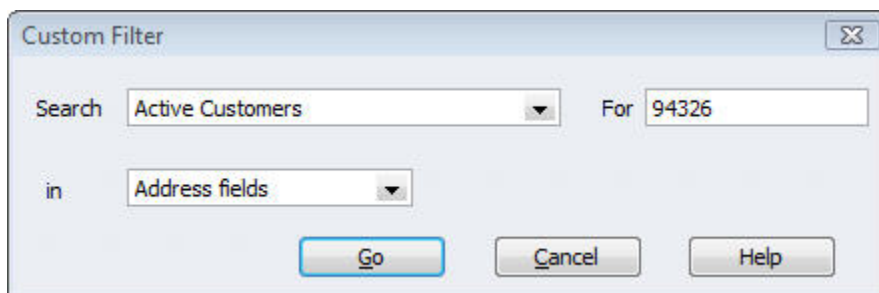 Custom Filter
Search Active Customers For 94326
in Address fields
Go Cancel Help